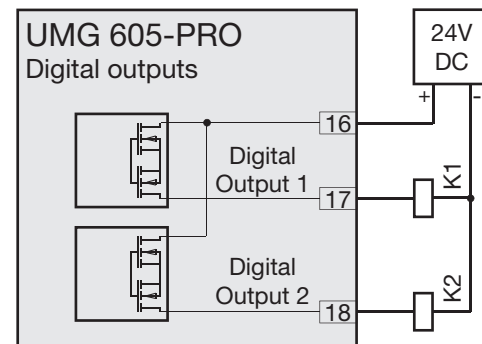 UMG 605-PRO
Digital outputs
24V
DC
+ -
16
Digital
Output 1
17
K1
Digital
Output 2
18
K2